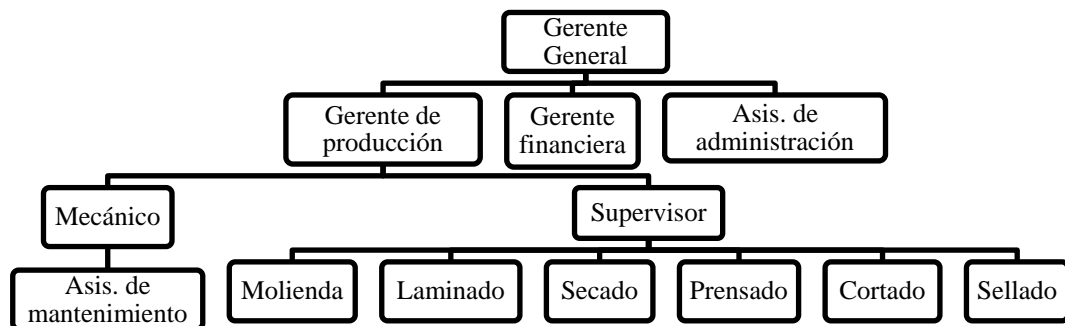 Gerente
General
Gerente de
producción
Gerente
financiera
Asis. de
administración
Mecánico
Supervisor
Asis. de
mantenimiento
Molienda
Laminado
Secado
Prensado
Cortado
Sellado